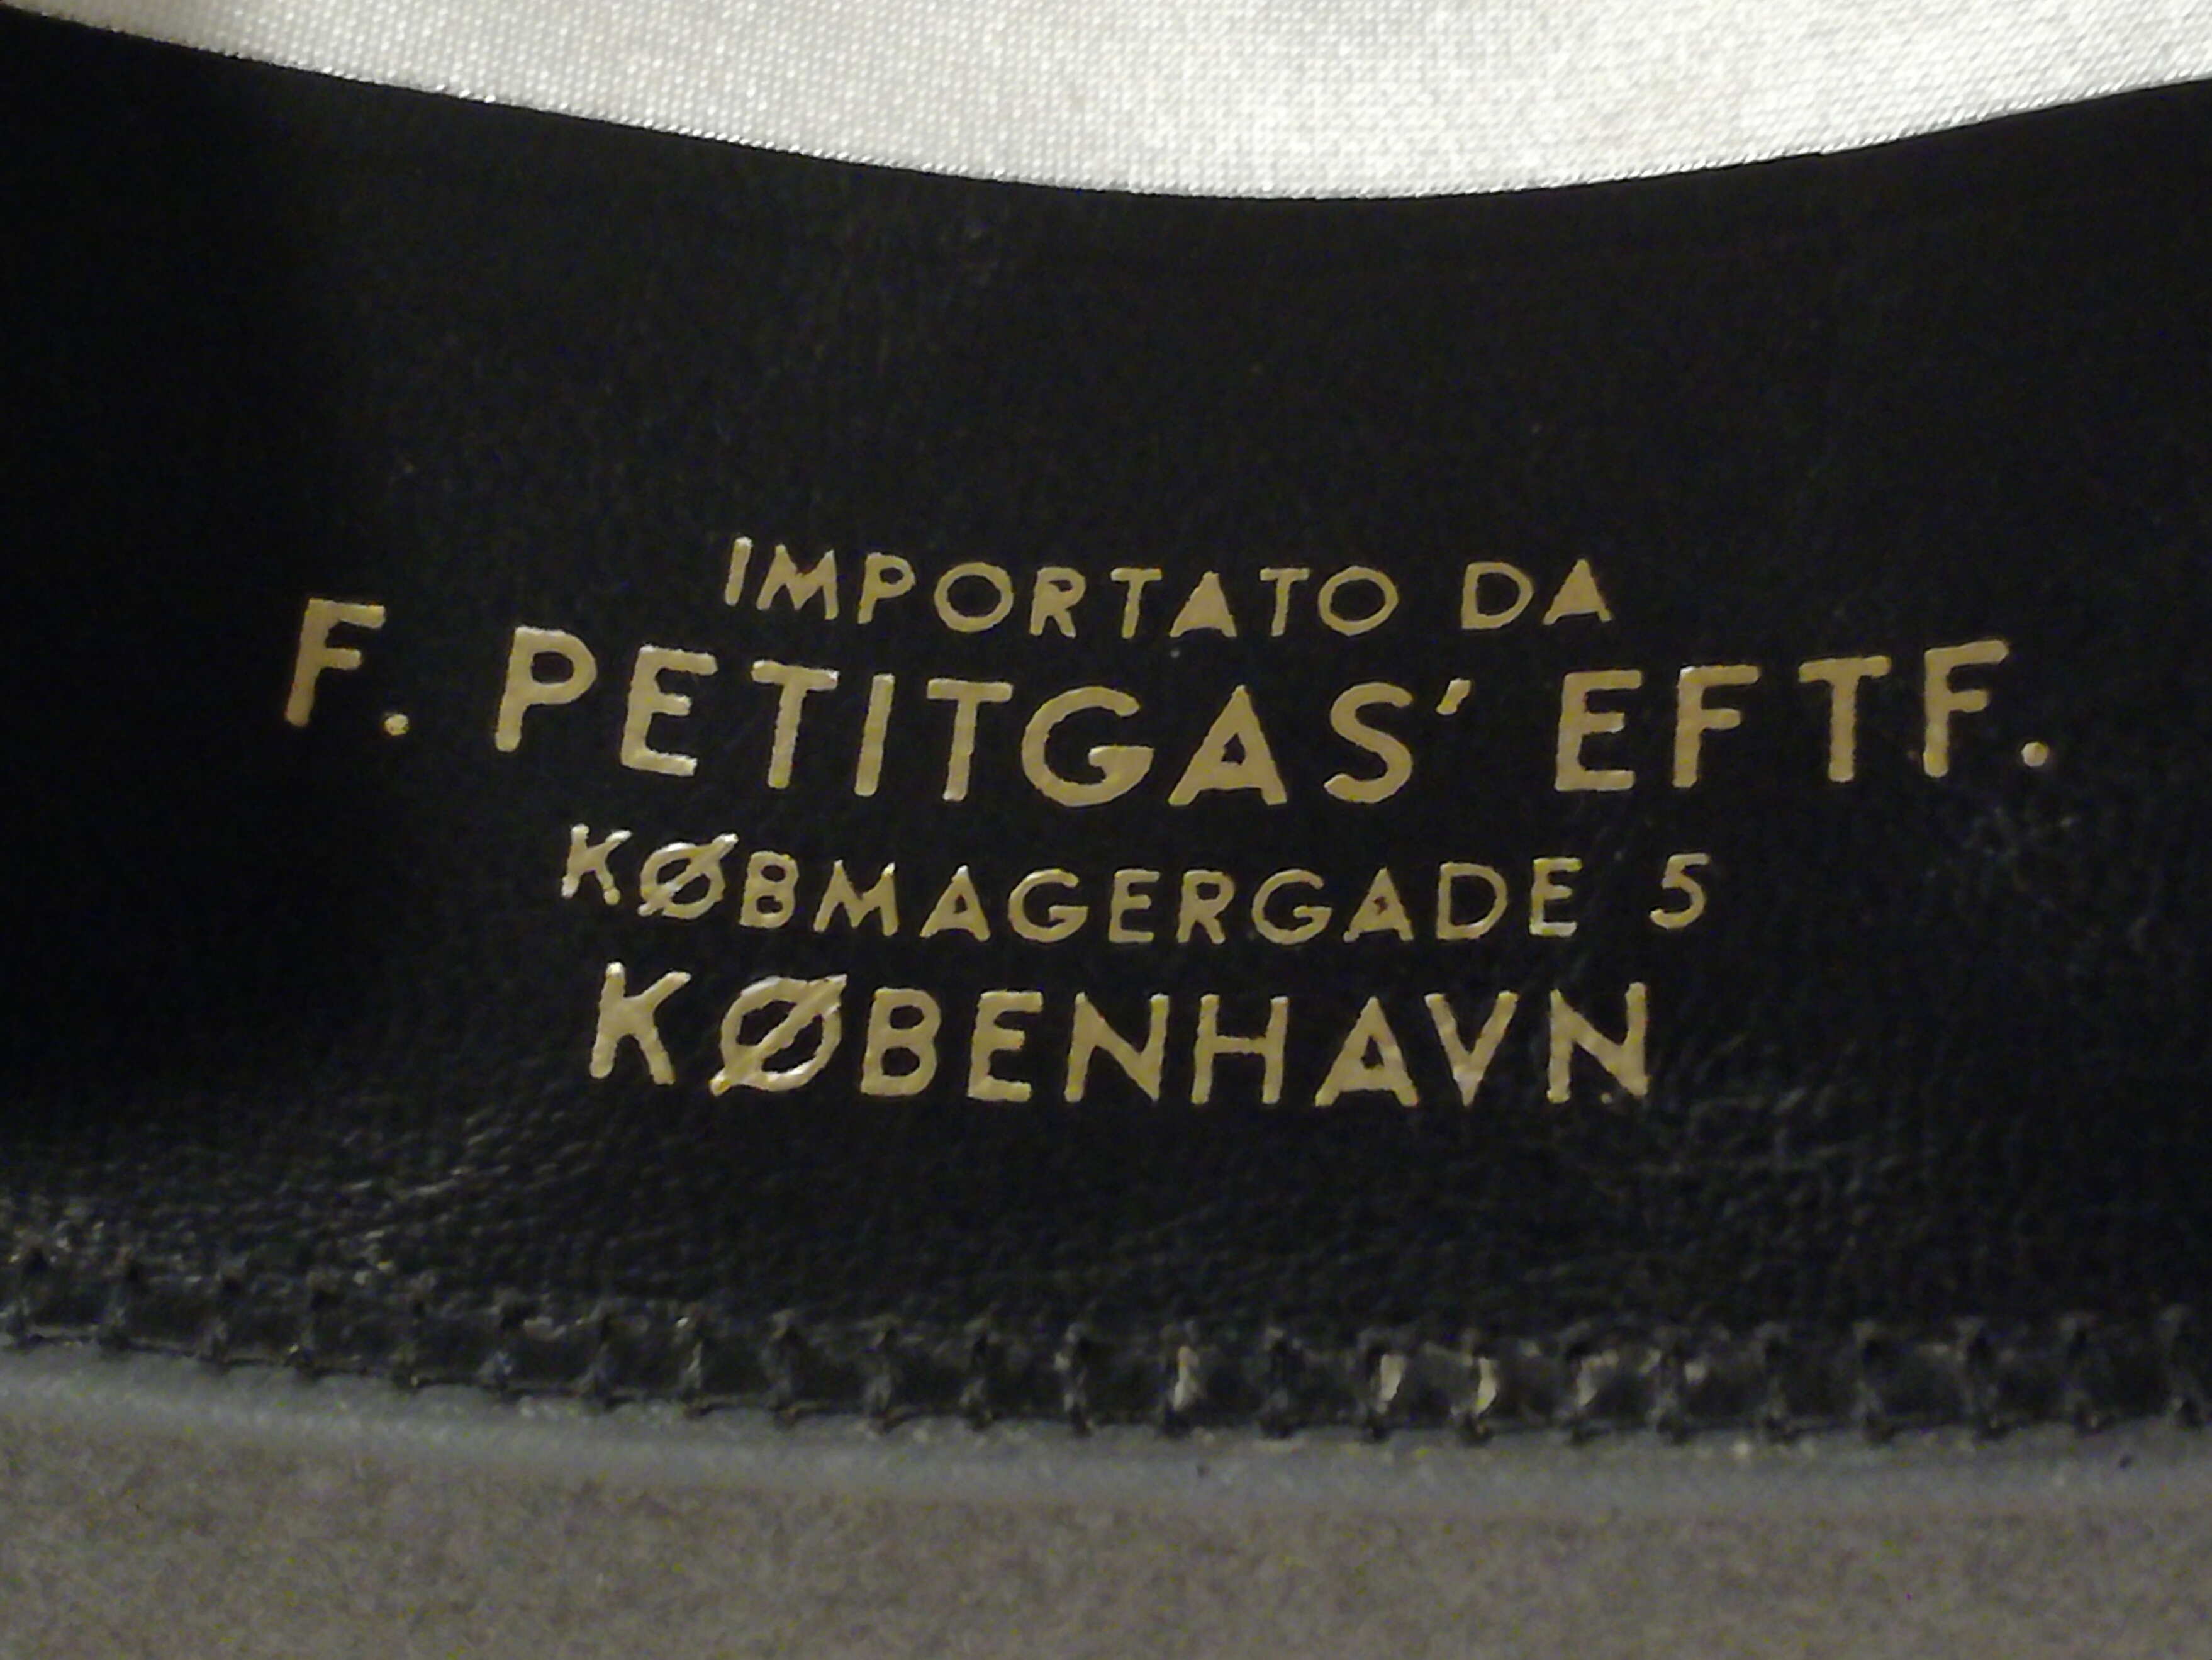 IMPORTATO DA
F. PETITGAS' EFTF.
KØBMAGERGADE 5
KØBENHAVN